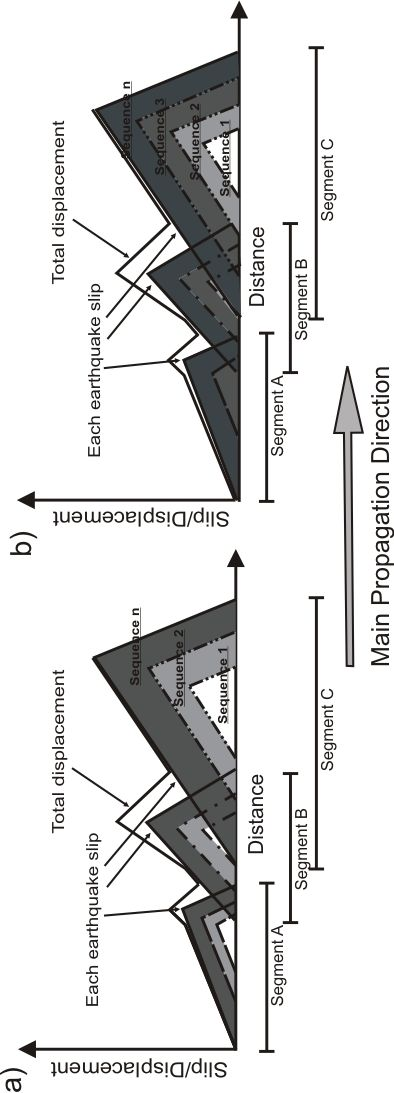 a)
Slip/Displacement
Each earthquake slip
Total displacement
Sequence n
Sequence 2
Sequence 1
Distance
Segment A
Segment B
Segment C
b)
Slip/Displacement
Each earthquake slip
Total displacement
Sequence n
Sequence 3
Sequence 2
Sequence 1
Distance
Segment A
Segment B
Segment C
Main Propagation Direction